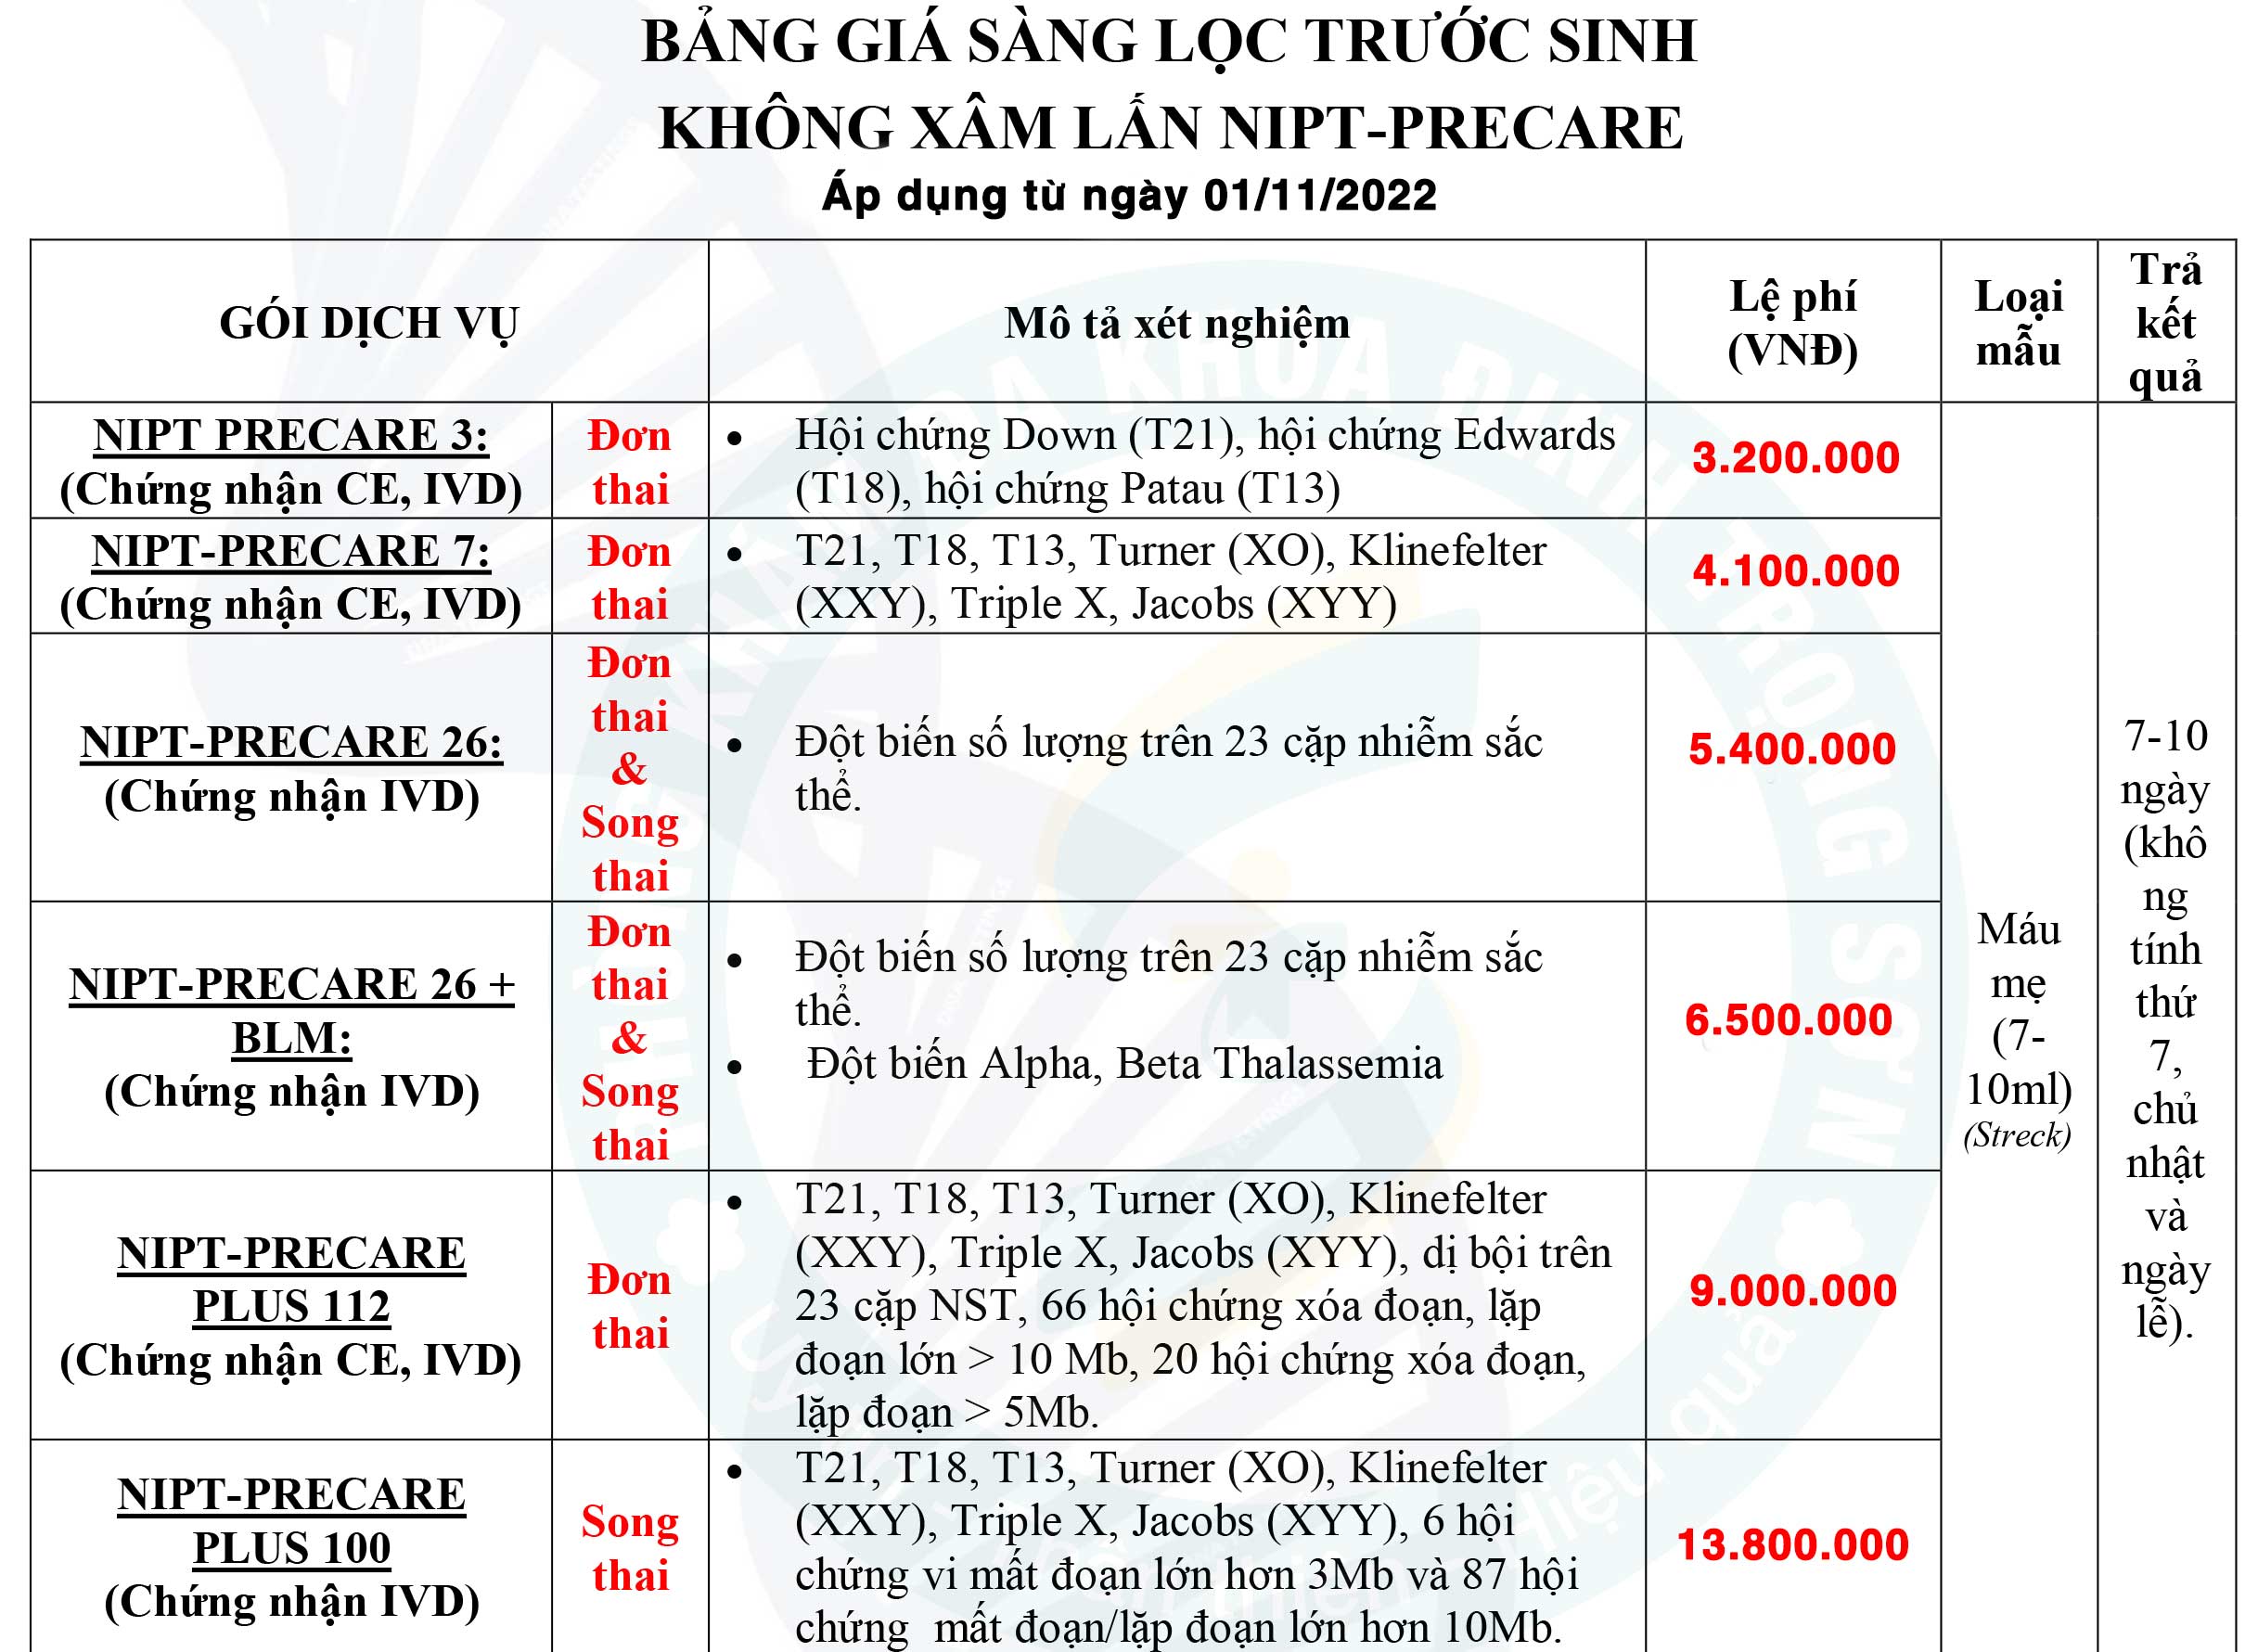 BẢNG GIÁ SÀNG LỌC TRƯỚC SINH
KHÔNG XÂM LẤN NIPT-PRECARE
Áp dụng từ ngày 01/11/2022
GÓI DỊCH VỤ
Mô tả xét nghiệm
Lệ phí
(VNĐ)
Loại
mẫu
Trả
kết
quả
NIPT PRECARE 3:
(Chứng nhận CE, IVD)
Đơn
thai
• Hội chứng Down (T21), hội chứng Edwards
(T18), hội chứng Patau (T13)
3.200.000
NIPT-PRECARE 7:
(Chứng nhận CE, IVD)
Đơn
thai
• T21, T18, T13, Turner (XO), Klinefelter
(XXY), Triple X, Jacobs (XYY)
4.100.000
NIPT-PRECARE 26:
(Chứng nhận IVD)
Đơn
thai
&
Song
thai
• Đột biến số lượng trên 23 cặp nhiễm sắc
thể.
5.400.000
NIPT-PRECARE 26 +
BLM:
(Chứng nhận IVD)
Đơn
thai
&
Song
thai
• Đột biến số lượng trên 23 cặp nhiễm sắc
thể.
• Đột biến Alpha, Beta Thalassemia
6.500.000
NIPT-PRECARE
PLUS 112
(Chứng nhận CE, IVD)
Đơn
thai
• T21, T18, T13, Turner (XO), Klinefelter
(XXY), Triple X, Jacobs (XYY), dị bội trên
23 cặp NST, 66 hội chứng xóa đoạn, lặp
đoạn lớn > 10 Mb, 20 hội chứng xóa đoạn,
lặp đoạn > 5Mb.
9.000.000
NIPT-PRECARE
PLUS 100
(Chứng nhận IVD)
Song
thai
• T21, T18, T13, Turner (XO), Klinefelter
(XXY), Triple X, Jacobs (XYY), 6 hội
chứng vi mất đoạn lớn hơn 3Mb và 87 hội
chứng mất đoạn/lặp đoạn lớn hơn 10Mb.
13.800.000
Máu
mẹ
(7-
10ml)
(Streck)
7-10
ngày
(khô
ng
tính
thứ
7,
chủ
nhật
và
ngày
lễ).
KHOA ĐINH TRỌNG SƠN
Hiệu quả